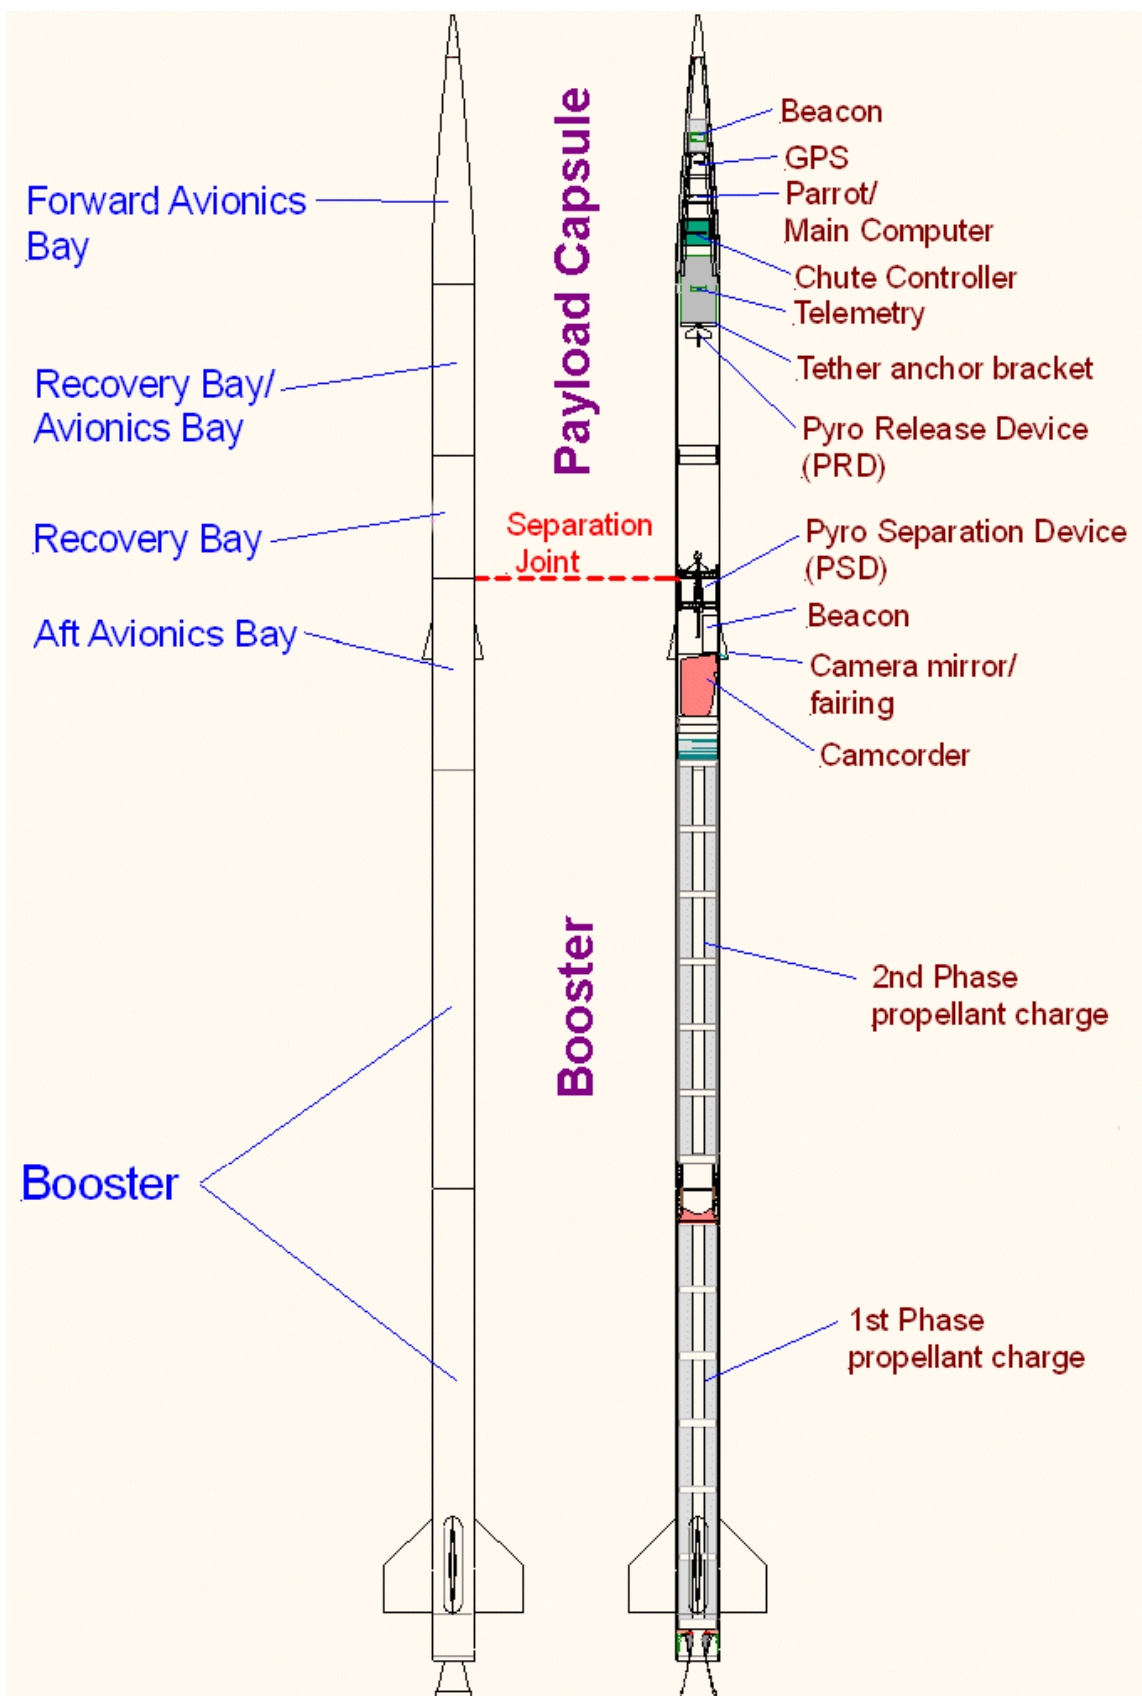 Forward Avionics
Bay
Recovery Bay/
Avionics Bay
Recovery Bay
Aft Avionics Bay
Booster
Payload Capsule
Separation
Joint
Booster
Beacon
GPS
Parrot/
Main Computer
Chute Controller
Telemetry
Tether anchor bracket
Pyro Release Device
(PRD)
Pyro Separation Device
(PSD)
Beacon
Camera mirror/
fairing
Camcorder
2nd Phase
propellant charge
1st Phase
propellant charge